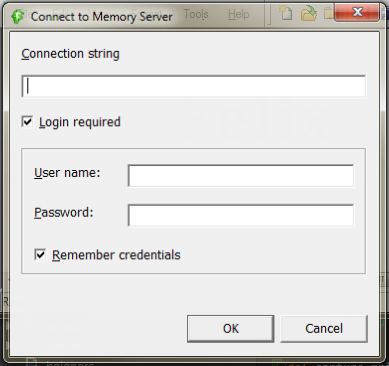 Connect to Memory Server
Tools Help
Connection string
Login required
User name:
Password:
Remember credentials
OK Cancel